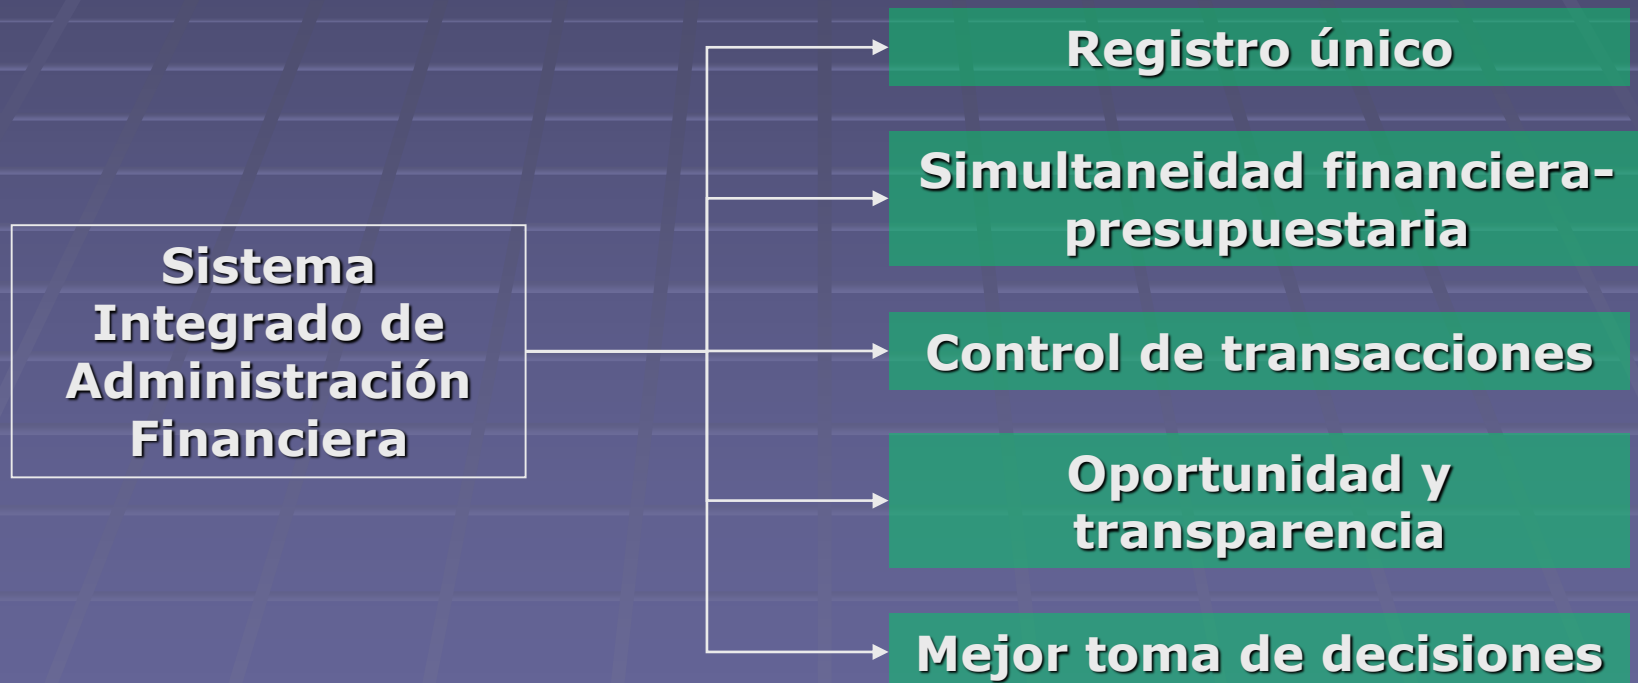 Sistema
Integrado de
Administración
Financiera
Registro único
Simultaneidad financiera-
presupuestaria
Control de transacciones
Oportunidad y
transparencia
Mejor toma de decisiones